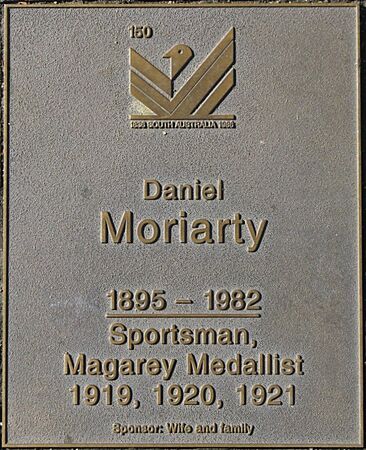 150
1836 SOUTH AUSTRALIA 1986
Daniel
Moriarty
1895 – 1982
Sportsman,
Magarey Medallist
1919, 1920, 1921
Sponsor: Wife and family